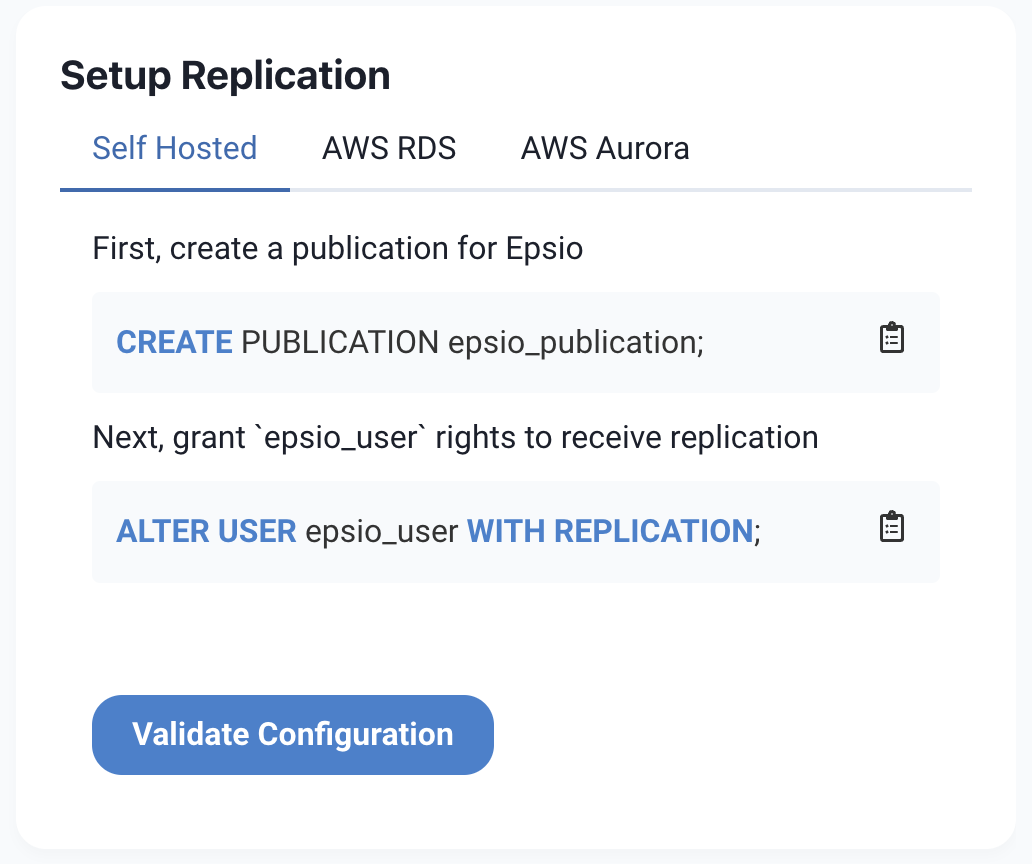 Setup Replication
Self Hosted AWS RDS AWS Aurora
First, create a publication for Epsio
CREATE PUBLICATION epsio_publication;
Next, grant `epsio_user` rights to receive replication
ALTER USER epsio_user WITH REPLICATION;
Validate Configuration